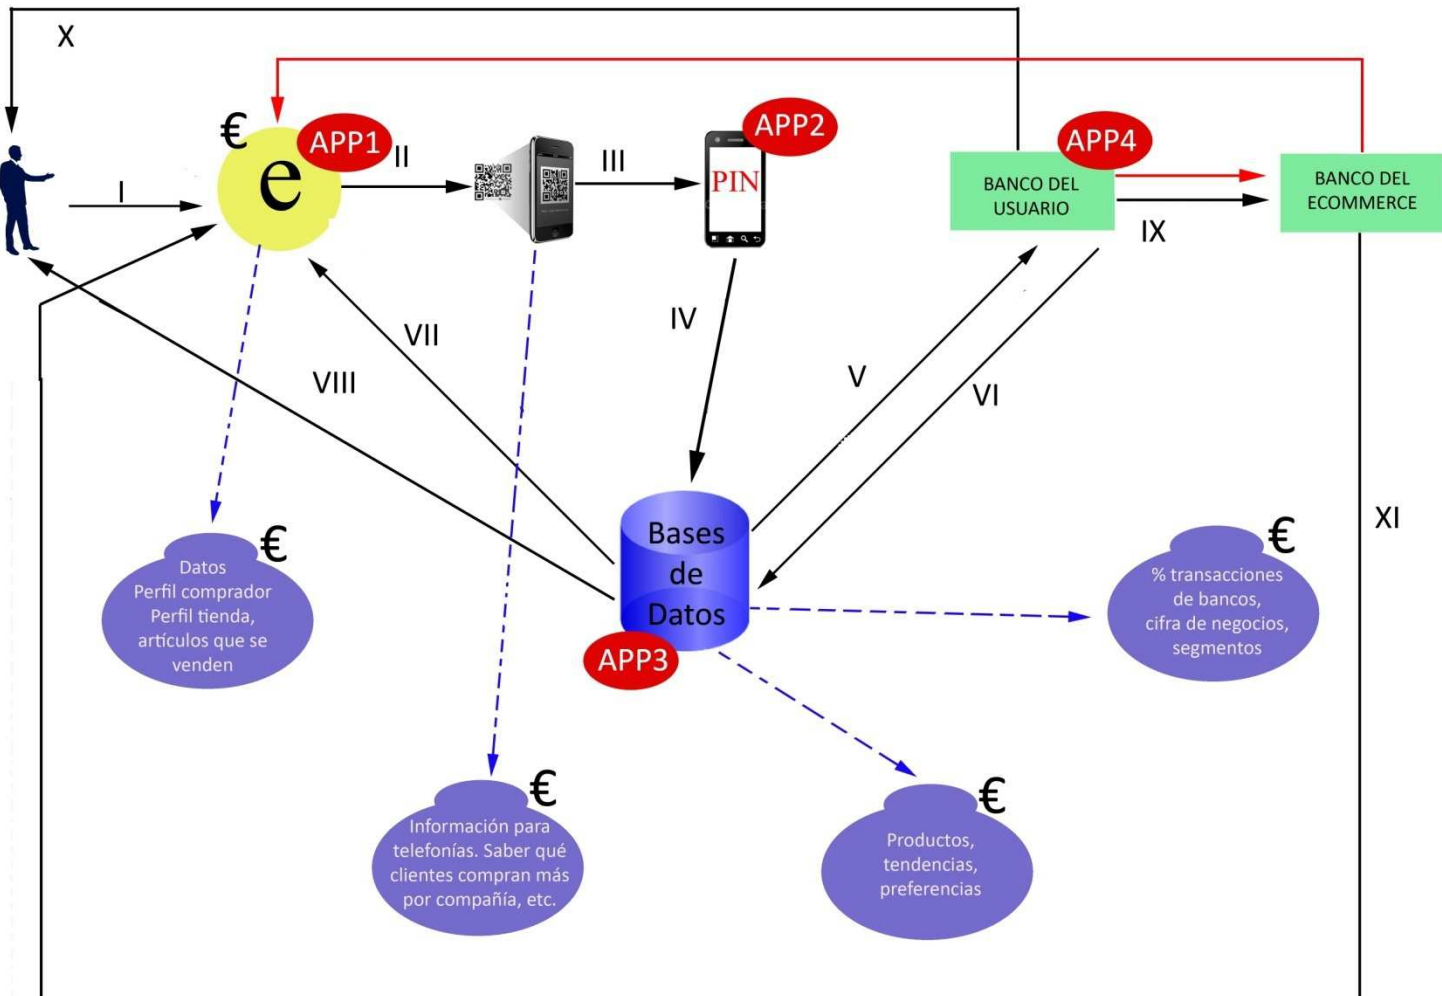 X
€
e
APP1
II
III
APP2
PIN
APP4
BANCO DEL
USUARIO
BANCO DEL
ECOMMERCE
I
IX
IV
VII
VIII
V
VI
XI
Bases
de
Datos
APP3
€
Datos
Perfil comprador
Perfil tienda,
artículos que se
venden
€
% transacciones
de bancos,
cifra de negocios,
segmentos
€
Información para
telefonías. Saber qué
clientes compran más
por compañía, etc.
€
Productos,
tendencias,
preferencias